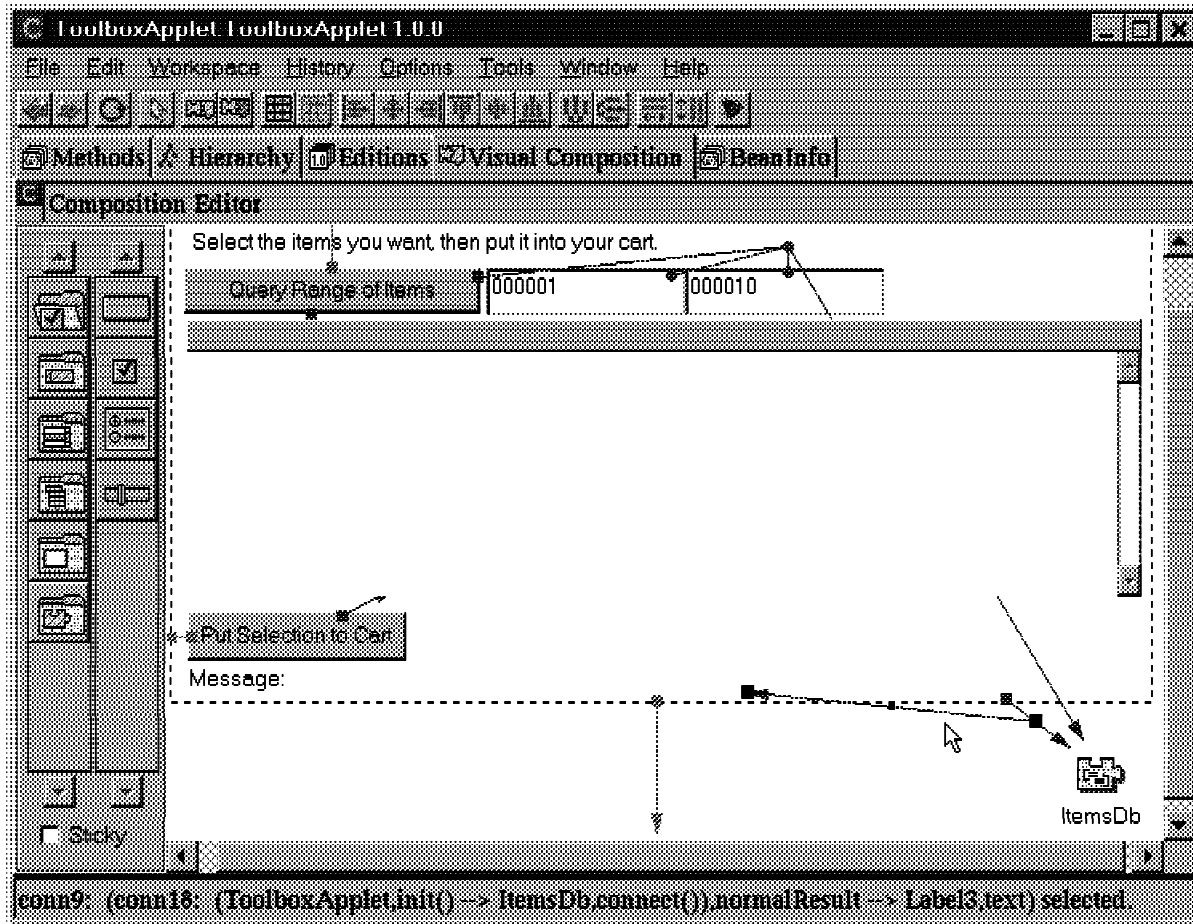 ToolboxApplet.ToolboxApplet 1.0.0
File Edit Workspace History Options Tools Window Help
Methods Hierarchy Editions Visual Composition BeanInfo
Composition Editor
Select the items you want, then put it into your cart.
Query Range of Items 000001 000010
Put Selection to Cart
Message:
ItemsDb
Sticky
conn9: (conn18: (ToolboxApplet,init() --> ItemsDb,connect()),normalResult --> Label3,text) selected.